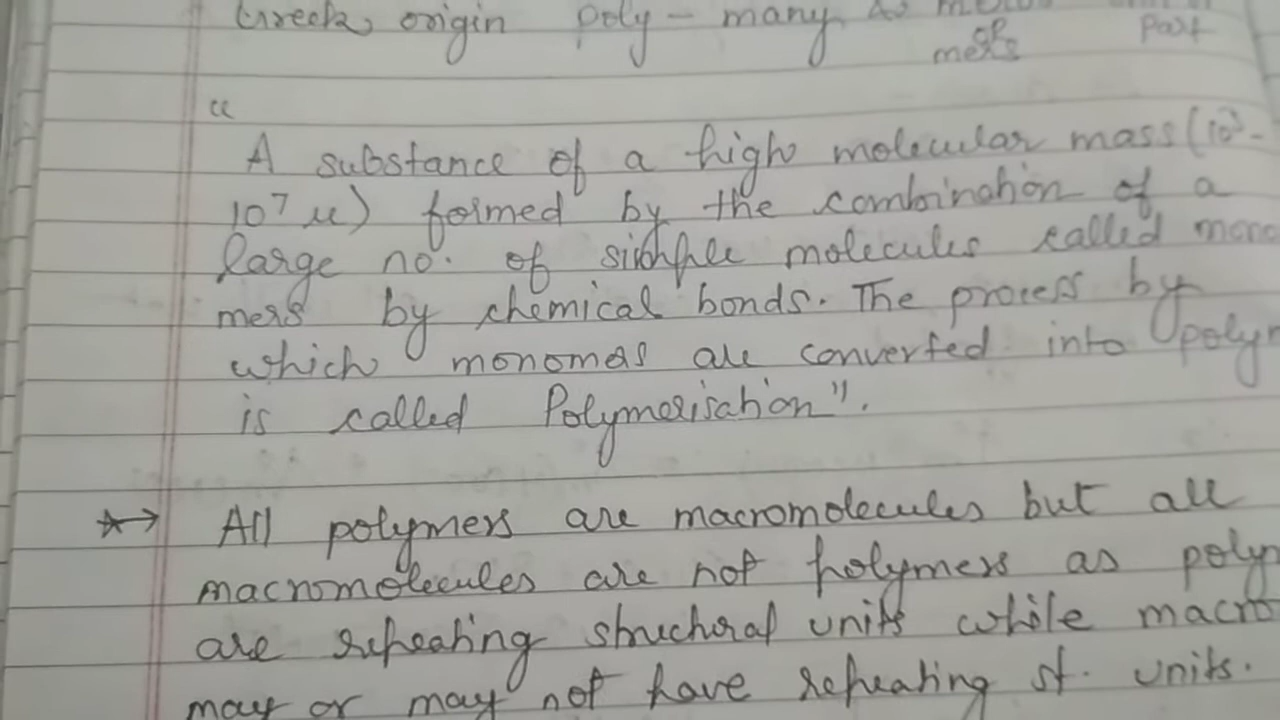 Greek origin poly - many &
mers or part
"
A substance of a high molecular mass (10³-
10⁷ u) formed by the combination of a
large no. of simple molecules called mono
mers by chemical bonds. The process by
which monomers are converted into poly
is called Polymerisation".
☆→ All polymers are macromolecules but all
macromolecules are not polymers as poly
are repeating structural units while macro
may or may not have repeating st. units.